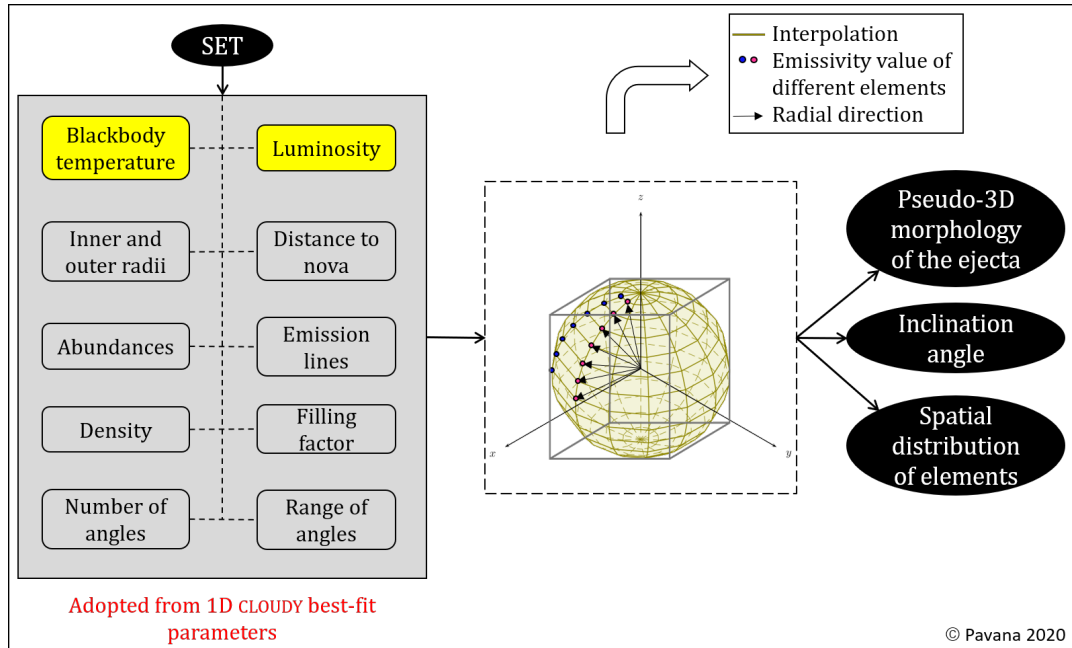 SET
Blackbody
temperature
Luminosity
Inner and
outer radii
Distance to
nova
Abundances
Emission
lines
Density
Filling
factor
Number of
angles
Range of
angles
Adopted from 1D CLOUDY best-fit
parameters
Interpolation
Emissivity value of
different elements
Radial direction
z
x
y
Pseudo-3D
morphology
of the ejecta
Inclination
angle
Spatial
distribution
of elements
© Pavana 2020